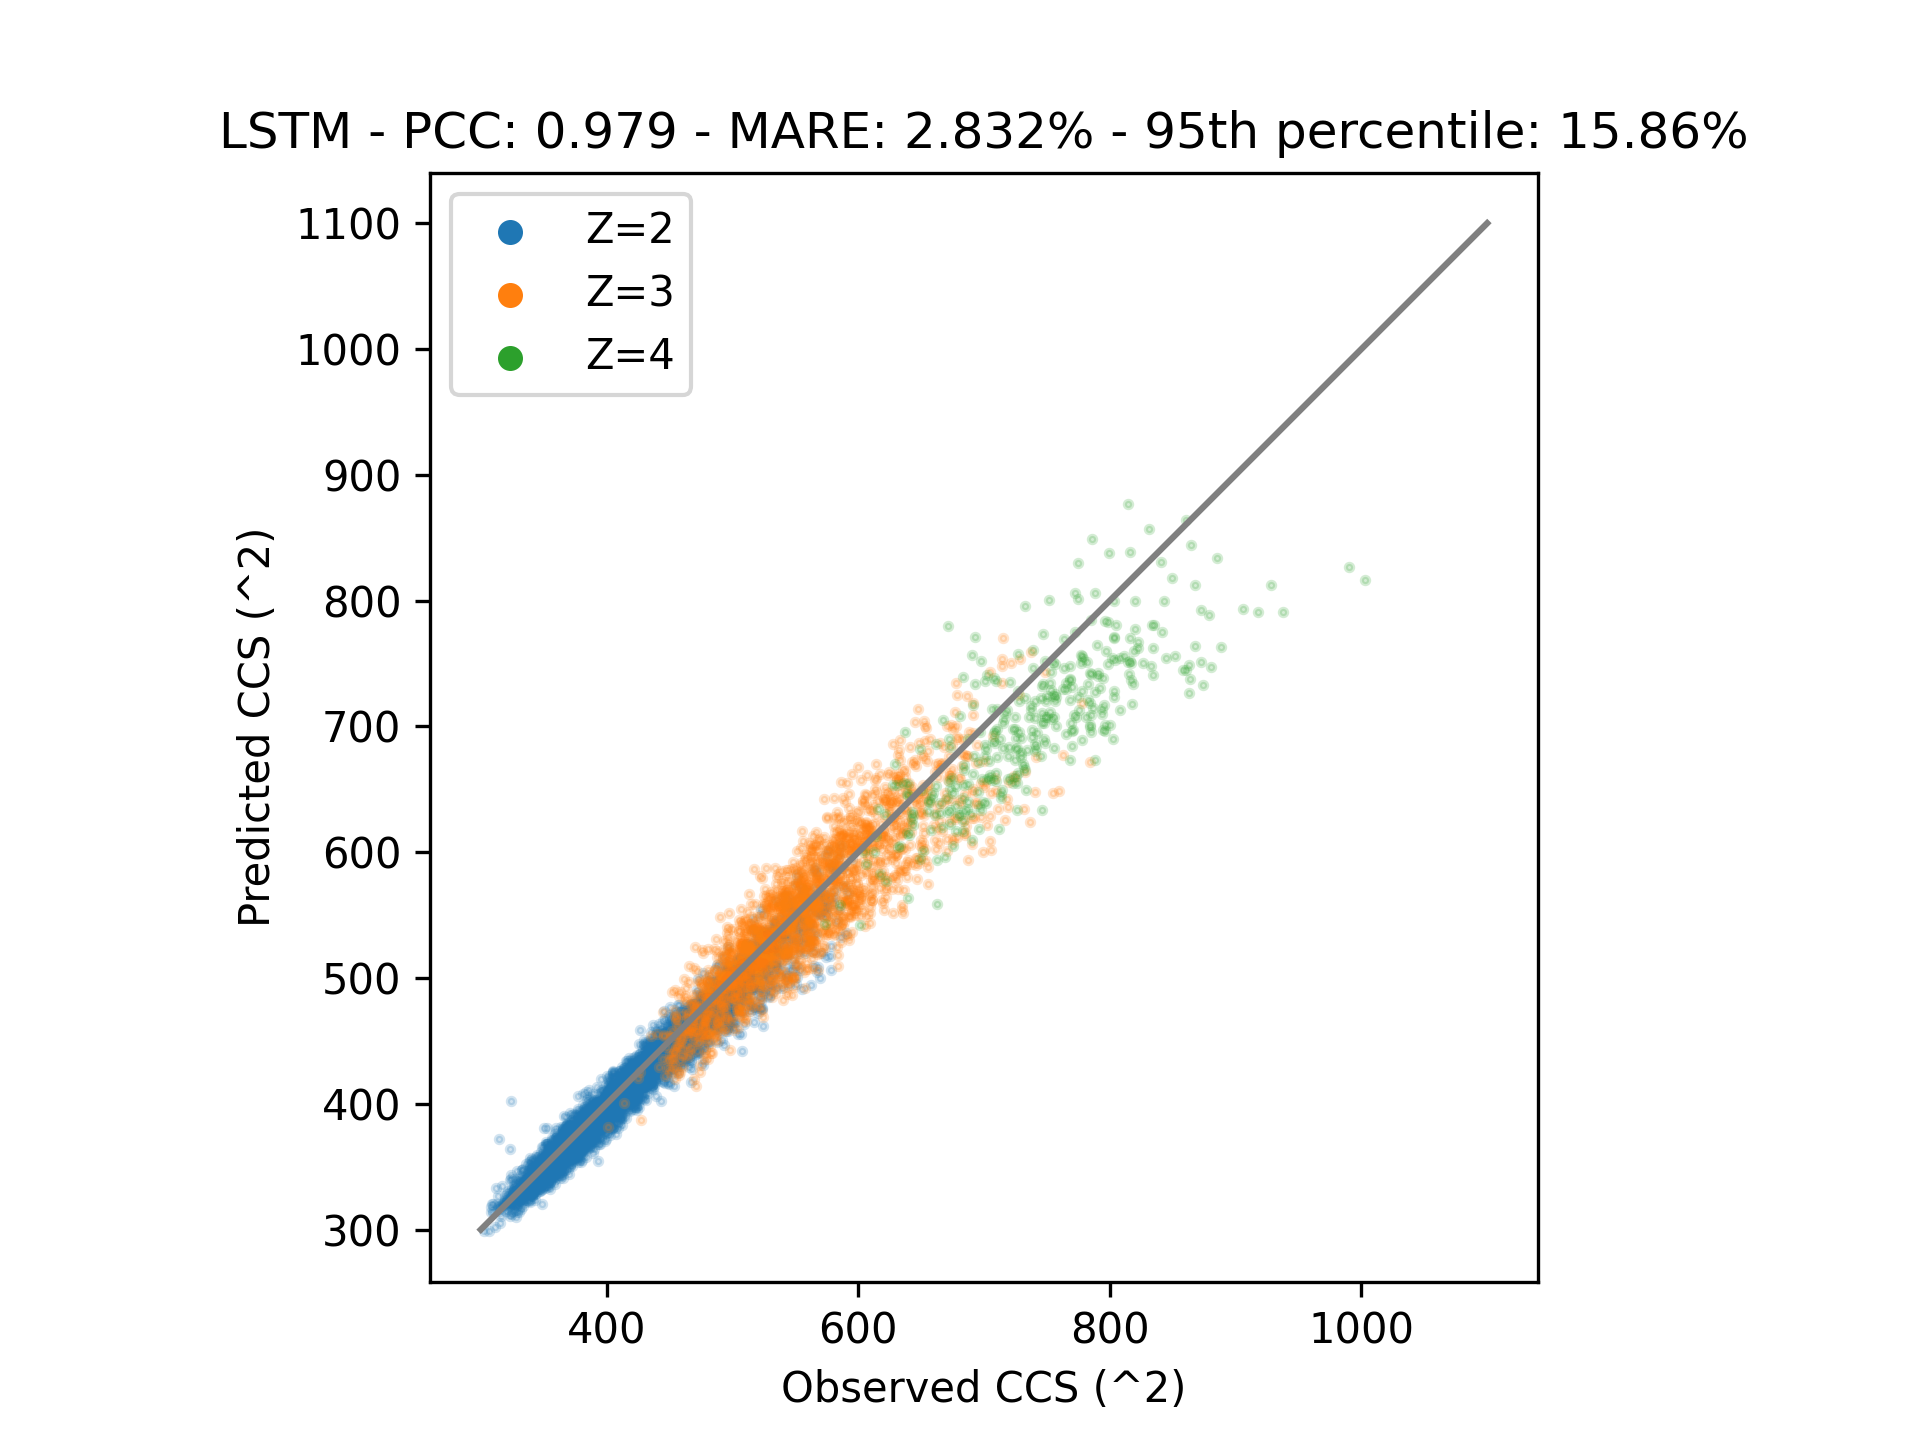 LSTM - PCC: 0.979 - MARE: 2.832% - 95th percentile: 15.86%
Z=2
Z=3
Z=4
1100
1000
900
800
700
600
500
400
300
Predicted CCS (^2)
400 600 800 1000
Observed CCS (^2)